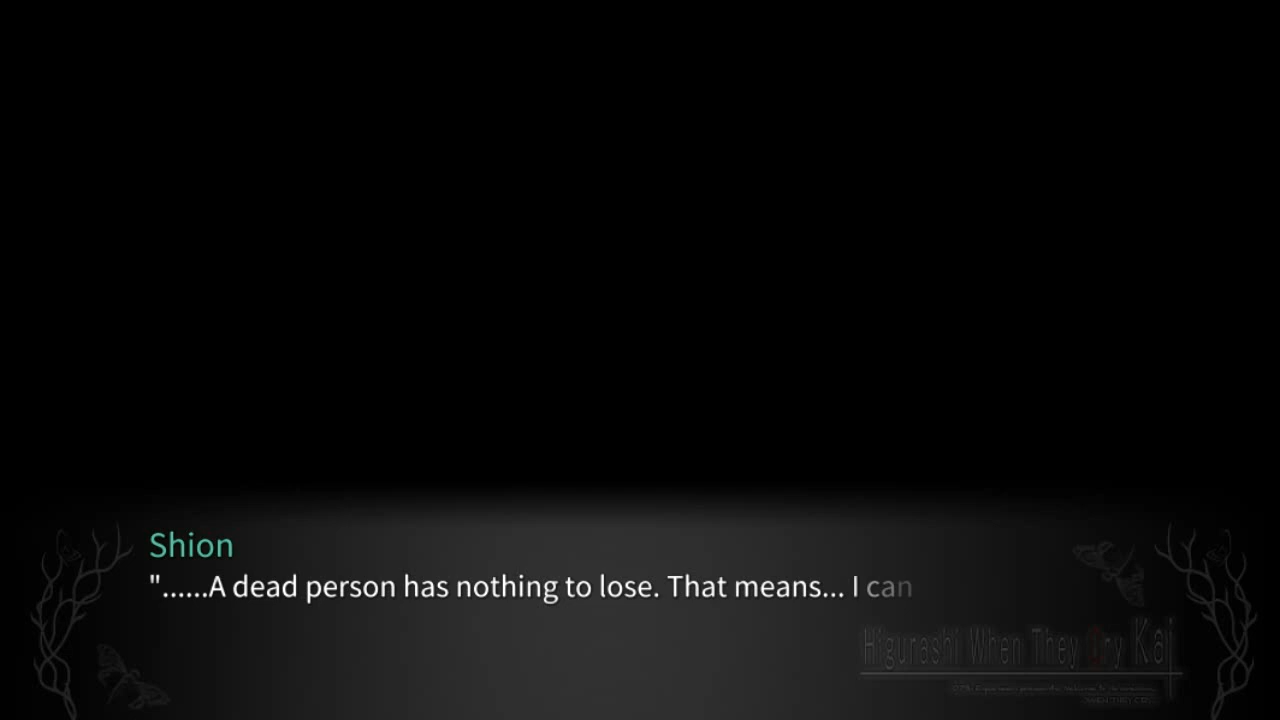 Shion
"......A dead person has nothing to lose. That means... I can
Higurashi When They Cry Kai